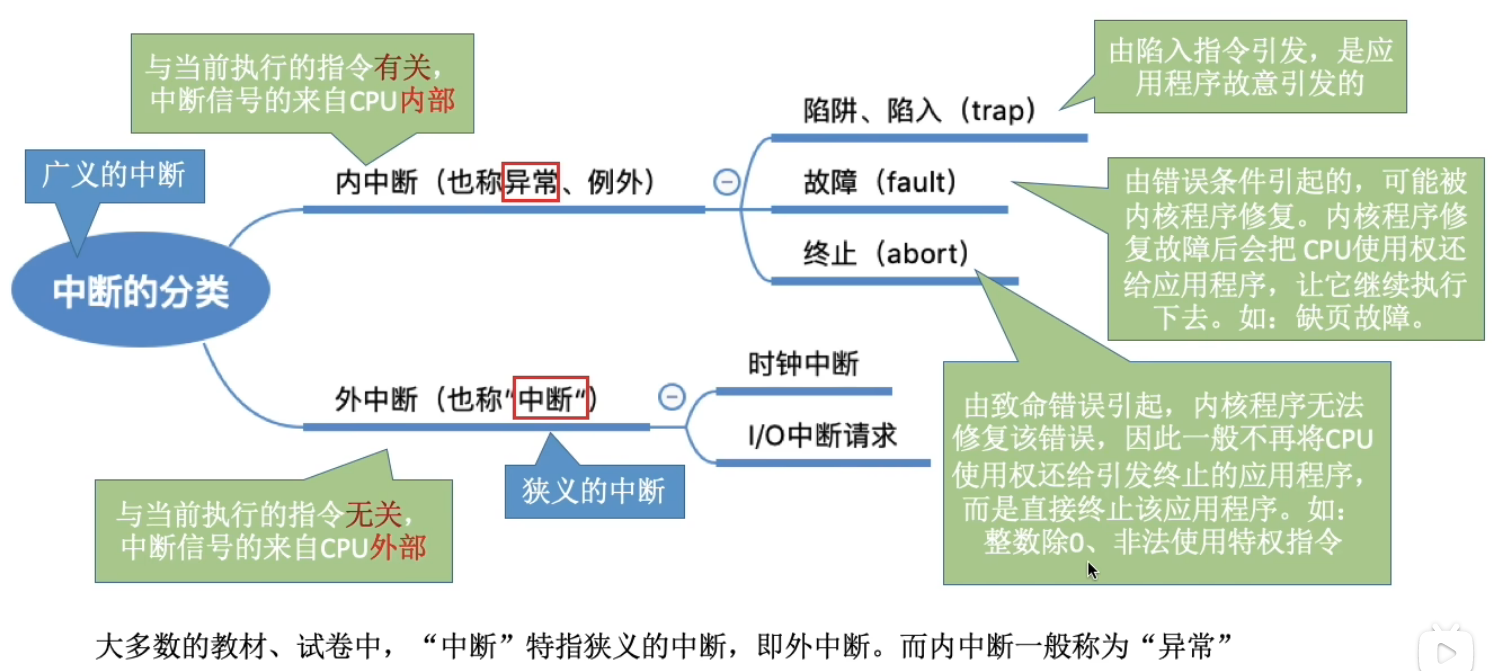 与当前执行的指令有关，
中断信号的来自CPU内部
由陷入指令引发，是应
用程序故意引发的
陷阱、陷入（trap）
广义的中断
内中断（也称异常、例外）
故障（fault）
由错误条件引起的，可能被
内核程序修复。内核程序修
复故障后会把 CPU使用权还
给应用程序，让它继续执行
下去。如：缺页故障。
终止（abort）
中断的分类
时钟中断
外中断（也称“中断“）
I/O中断请求
由致命错误引起，内核程序无法
修复该错误，因此一般不再将CPU
使用权还给引发终止的应用程序，
而是直接终止该应用程序。如：
整数除0、非法使用特权指令
狭义的中断
与当前执行的指令无关，
中断信号的来自CPU外部
大多数的教材、试卷中，“中断”特指狭义的中断，即外中断。而内中断一般称为“异常”